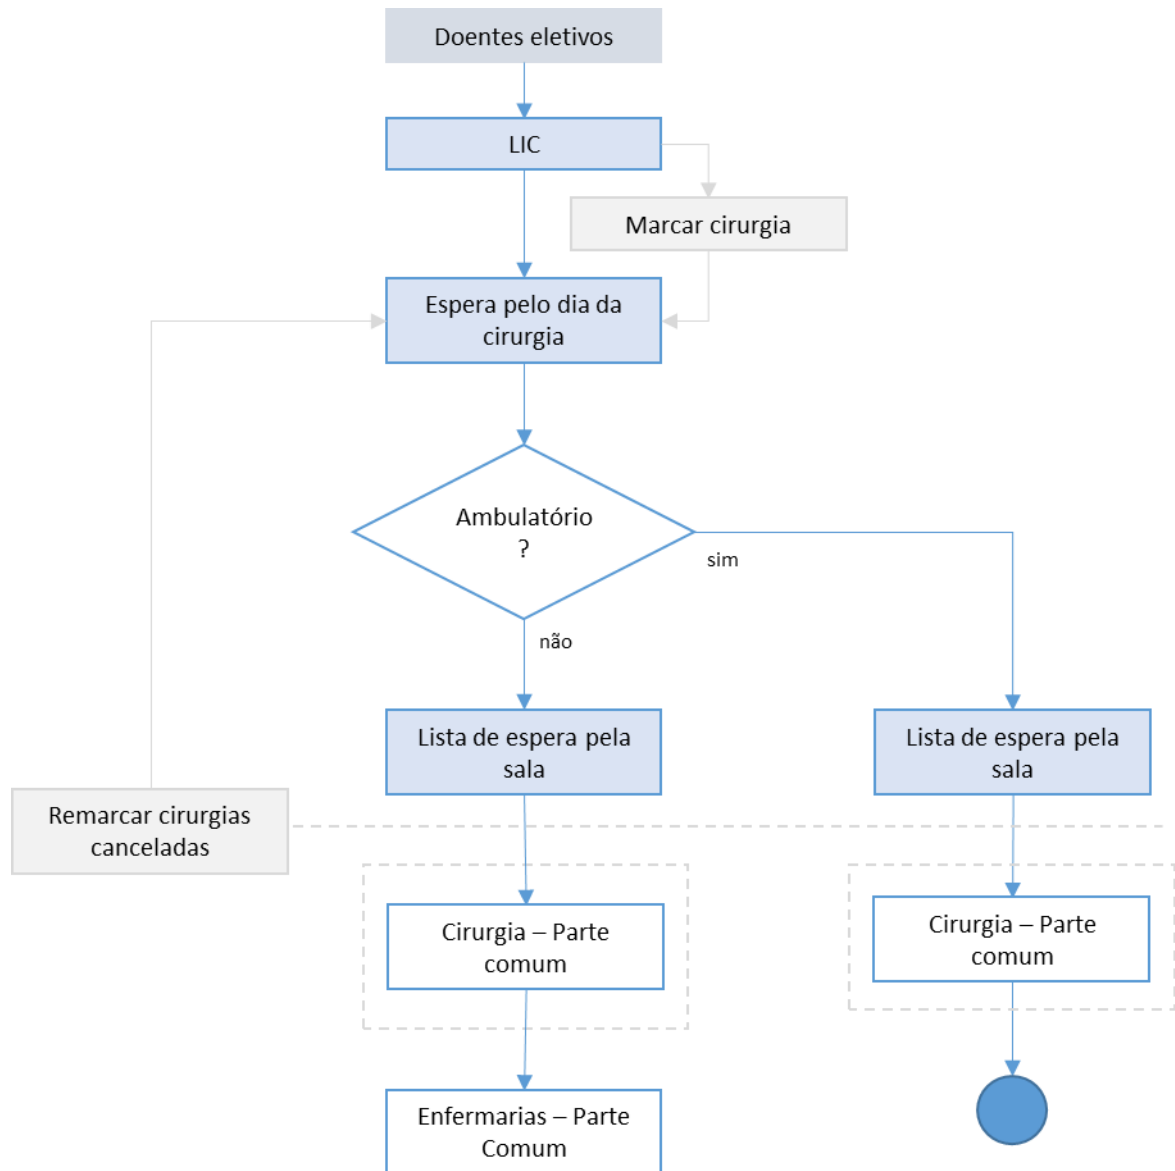 Doentes eletivos
LIC
Marcar cirurgia
Espera pelo dia da
cirurgia
Ambulatório
?
sim
não
Lista de espera pela
sala
Lista de espera pela
sala
Remarcar cirurgias
canceladas
Cirurgia – Parte
comum
Cirurgia – Parte
comum
Enfermarias – Parte
Comum